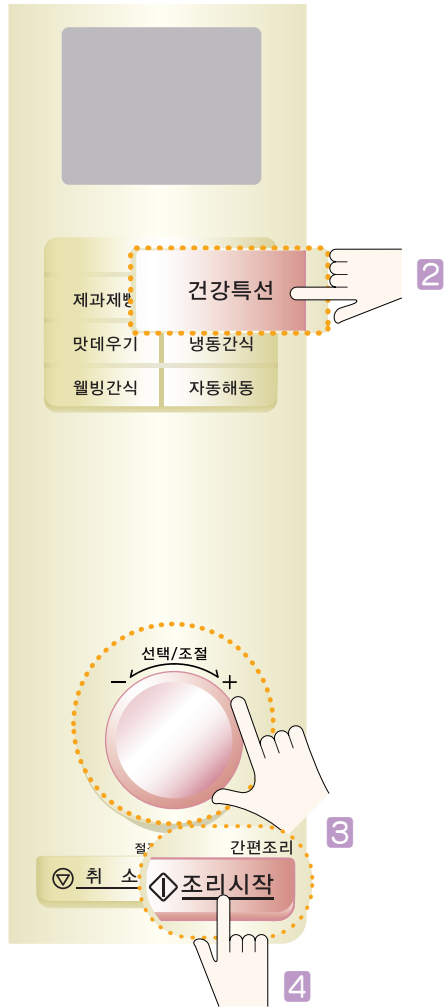 건강특선
2
제과제빵
맛데우기 냉동간식
웰빙간식 자동해동
선택/조절
− +
3
간편조리
취 소 조리시작
4